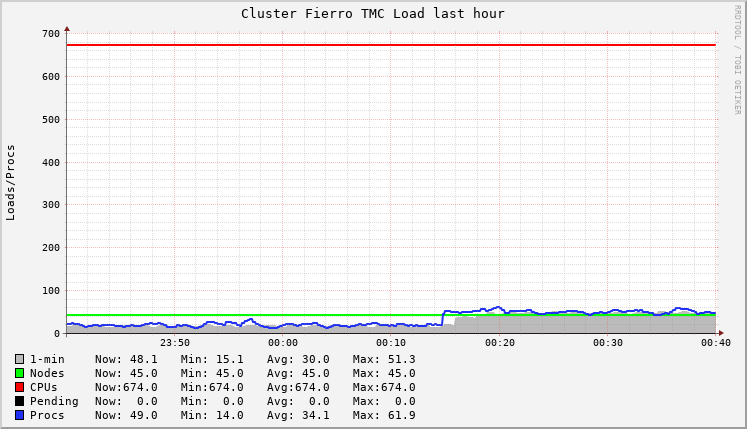 Cluster Fierro TMC Load last hour
RRDTOOL / TOBI OETIKER
Loads/Procs
700
600
500
400
300
200
100
0
23:50 00:00 00:10 00:20 00:30 00:40
1-min Now: 48.1 Min: 15.1 Avg: 30.0 Max: 51.3
Nodes Now: 45.0 Min: 45.0 Avg: 45.0 Max: 45.0
CPUs Now:674.0 Min:674.0 Avg:674.0 Max:674.0
Pending Now: 0.0 Min: 0.0 Avg: 0.0 Max: 0.0
Procs Now: 49.0 Min: 14.0 Avg: 34.1 Max: 61.9